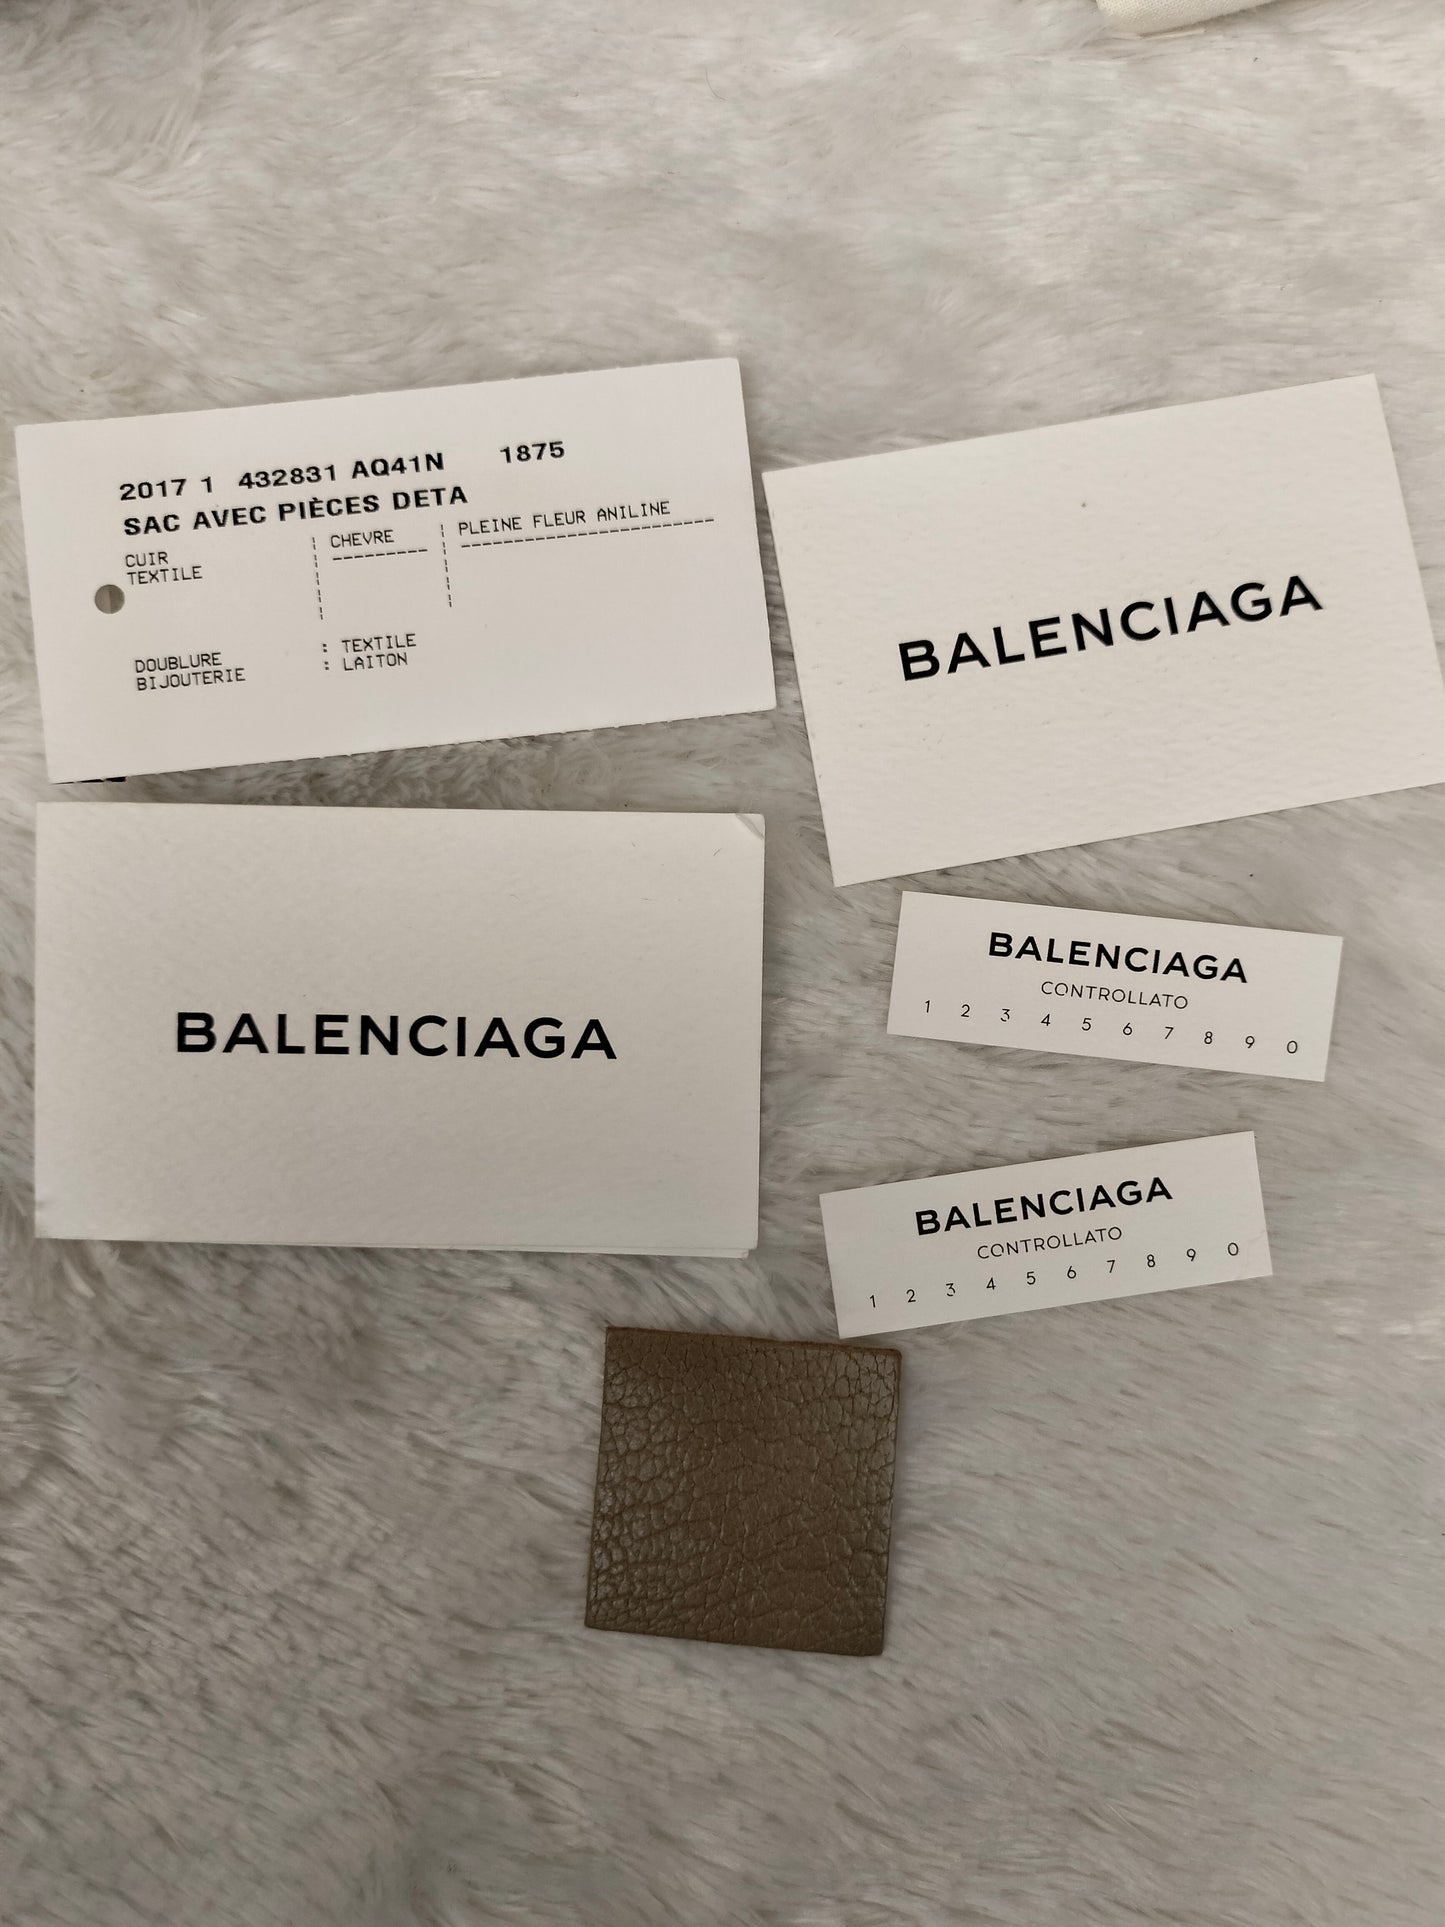 2017 1 432831 AQ41N 1875
SAC AVEC PIÈCES DETA
CUIR CHEVRE PLEINE FLEUR ANILINE
TEXTILE
DOUBLURE : TEXTILE
BIJOUTERIE : LAITON
BALENCIAGA
BALENCIAGA
BALENCIAGA
CONTROLLATO
1 2 3 4 5 6 7 8 9 0
BALENCIAGA
CONTROLLATO
1 2 3 4 5 6 7 8 9 0